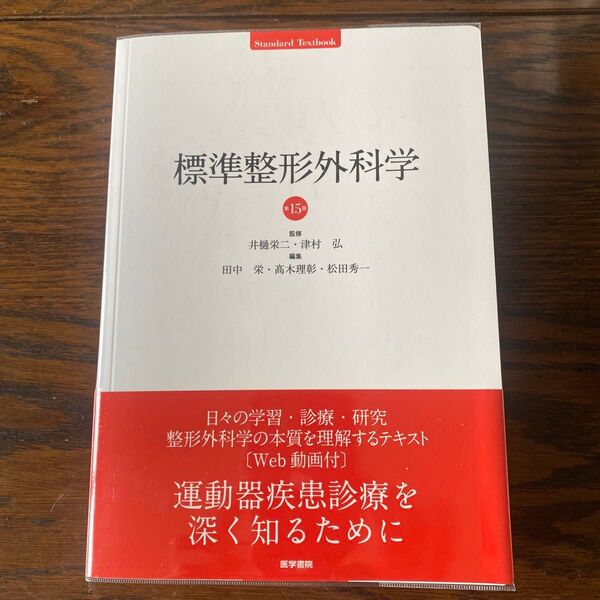 Standard Textbook
標準整形外科学
第15版
監修
井樋栄二・津村 弘
編集
田中 栄・髙木理彰・松田秀一
日々の学習・診療・研究
整形外科学の本質を理解するテキスト
〔Web動画付〕
運動器疾患診療を
深く知るために
医学書院